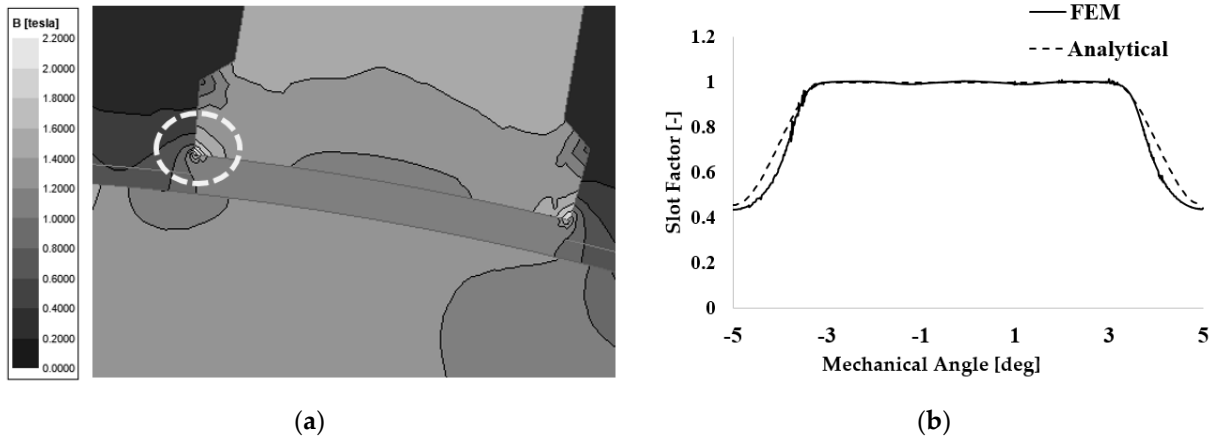 B [tesla]
2.2000
2.0000
1.8000
1.6000
1.4000
1.2000
1.0000
0.8000
0.6000
0.4000
0.2000
0.0000
(a)
FEM
Analytical
Slot Factor [-]
1.2
1
0.8
0.6
0.4
0.2
0
-5 -3 -1 1 3 5
Mechanical Angle [deg]
(b)